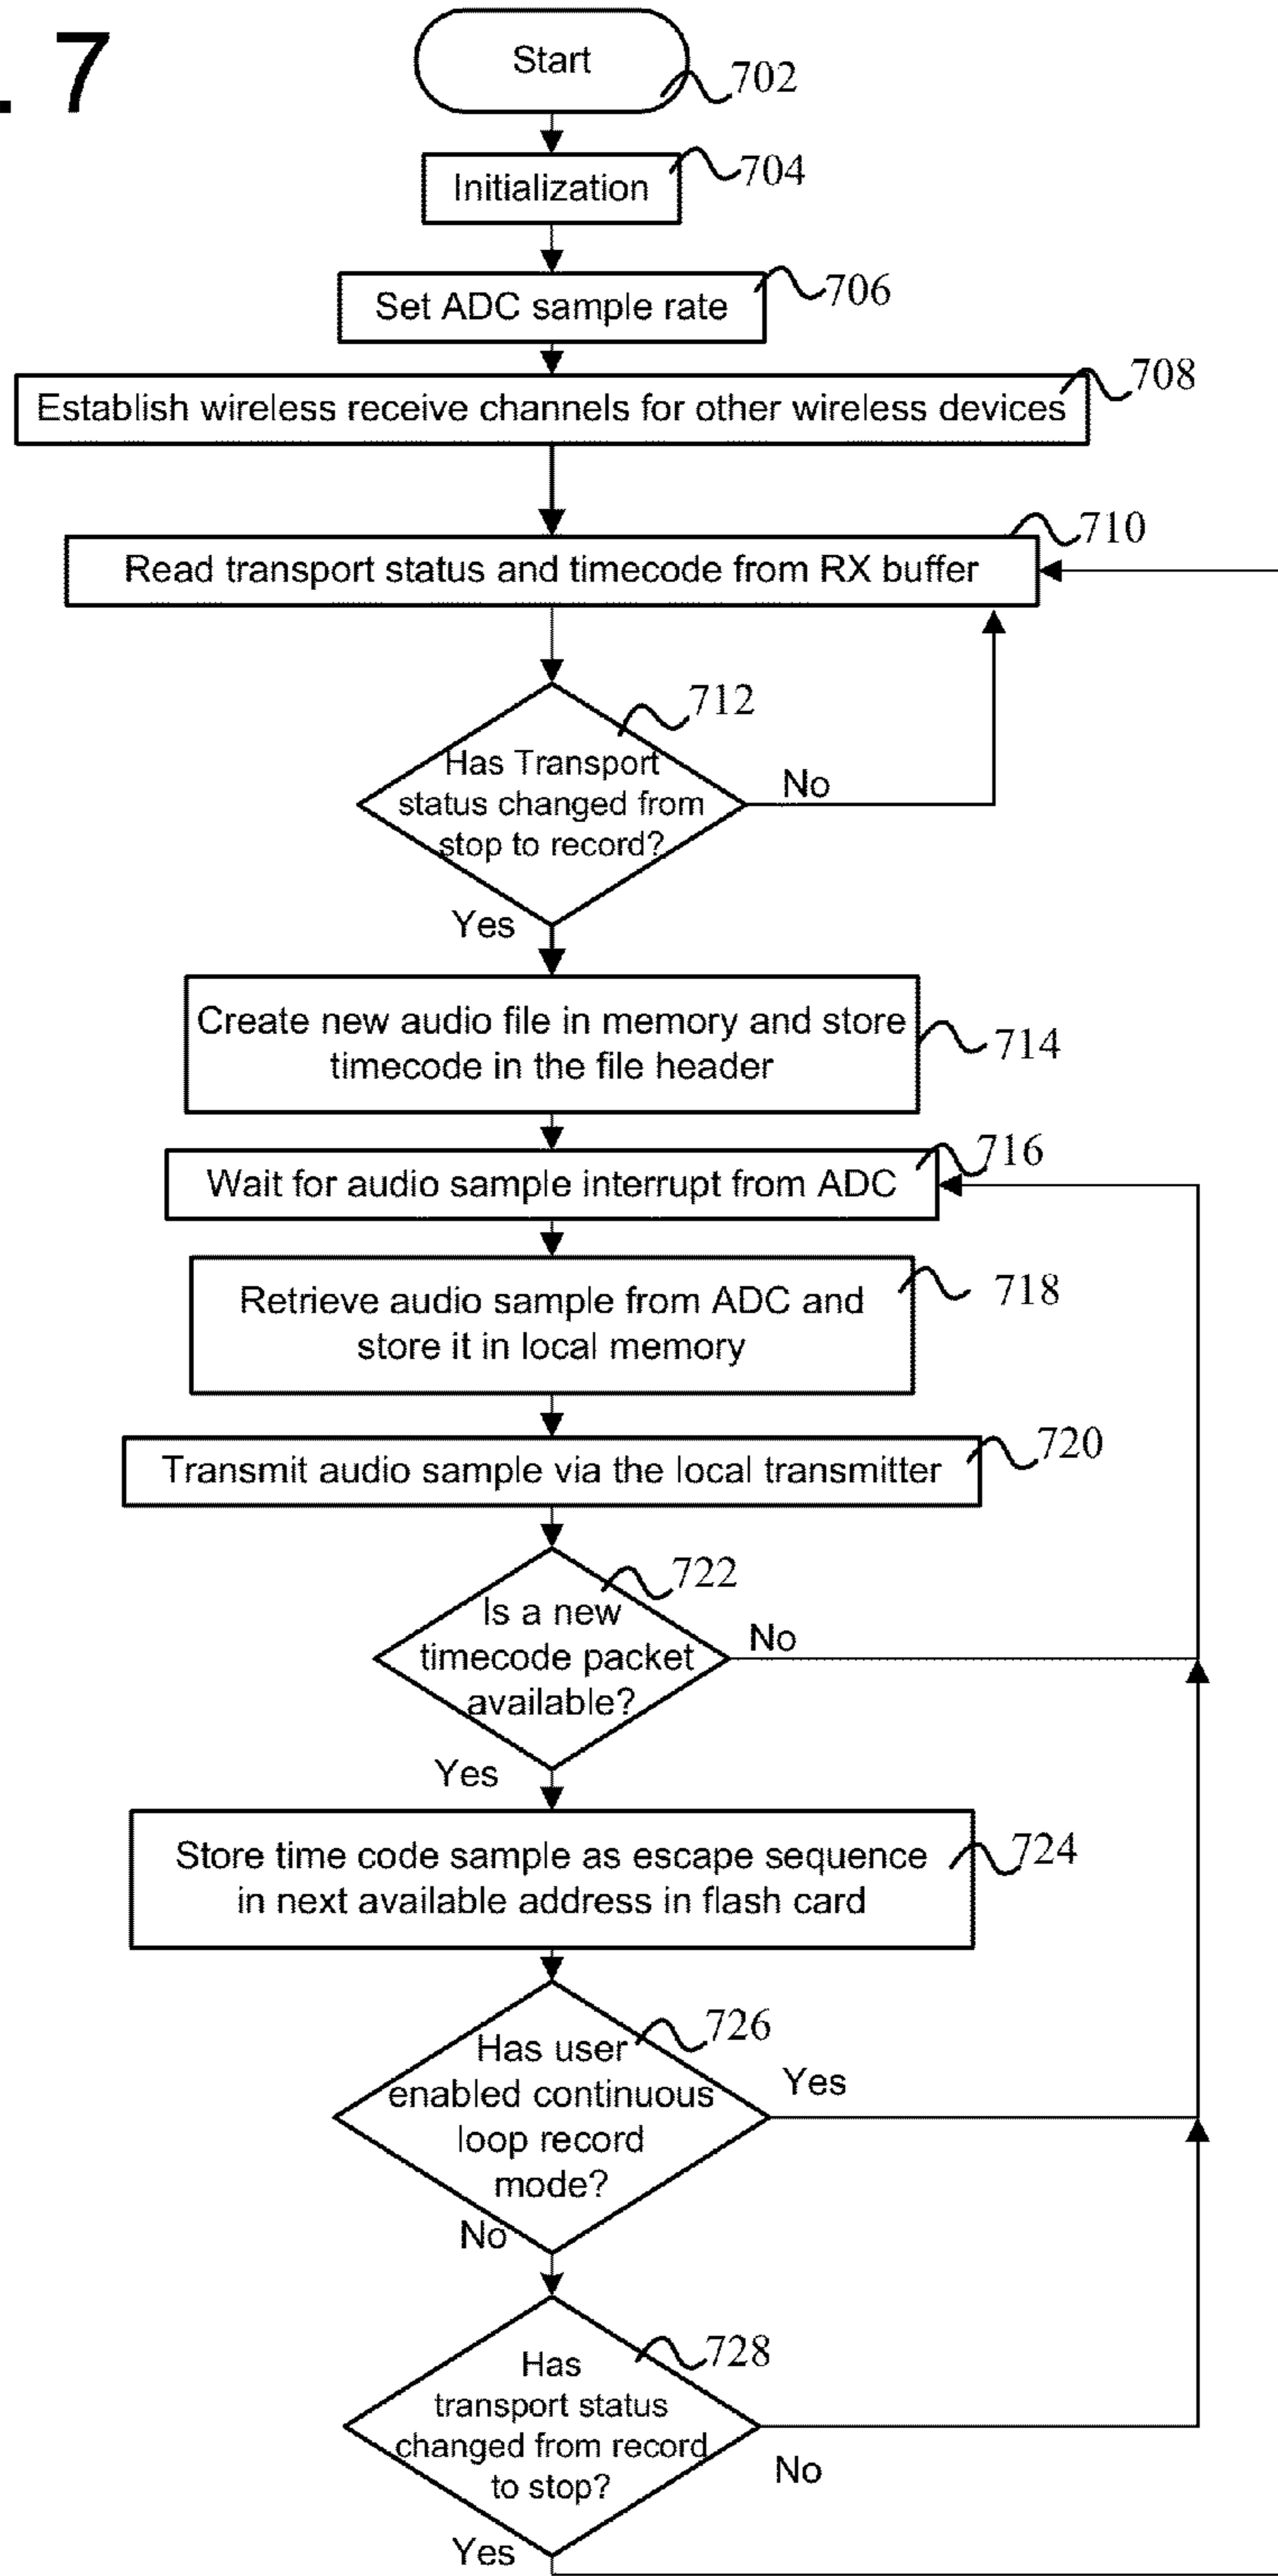 . 7
Start
702
Initialization
704
Set ADC sample rate
706
Establish wireless receive channels for other wireless devices
708
Read transport status and timecode from RX buffer
710
712
Has Transport
status changed from
stop to record?
No
Yes
Create new audio file in memory and store
timecode in the file header
714
Wait for audio sample interrupt from ADC
716
Retrieve audio sample from ADC and
store it in local memory
718
Transmit audio sample via the local transmitter
720
722
Is a new
timecode packet
available?
No
Yes
Store time code sample as escape sequence
in next available address in flash card
724
726
Has user
enabled continuous
loop record
mode?
Yes
No
728
Has
transport status
changed from record
to stop?
No
Yes